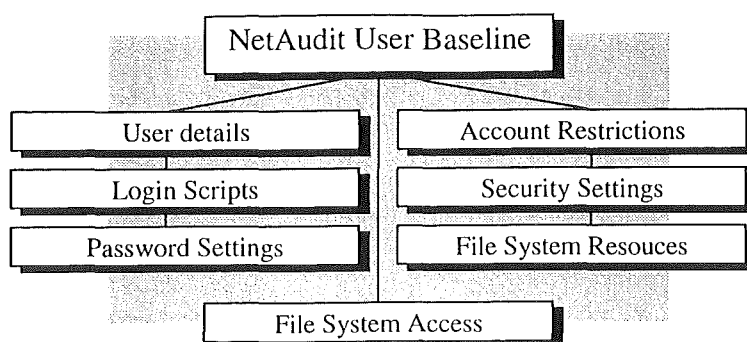 NetAudit User Baseline
User details
Login Scripts
Password Settings
Account Restrictions
Security Settings
File System Resouces
File System Access